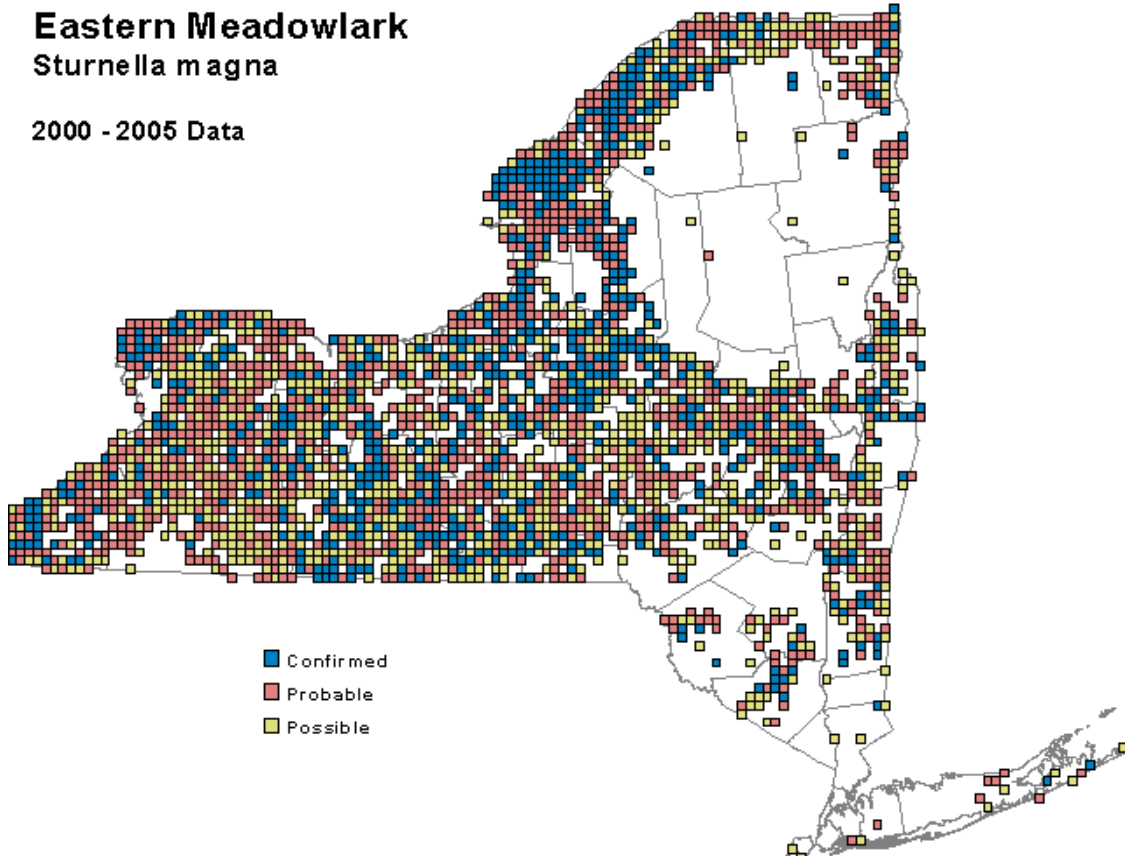 Eastern Meadowlark
Sturnella magna
2000 - 2005 Data
Confirmed
Probable
Possible